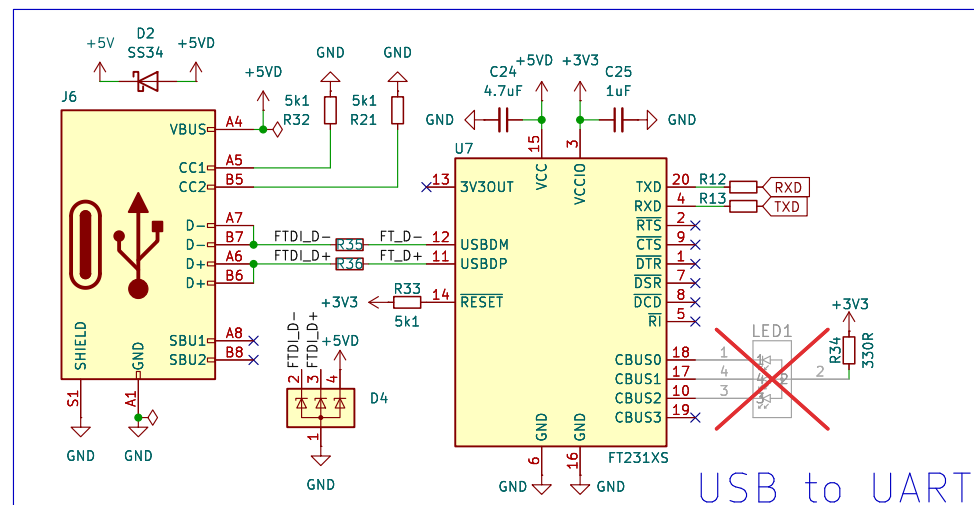 D2
SS34
+5V
+5VD
J6
+5VD
GND
GND
5k1
R32
5k1
R21
VBUS
A4
CC1
A5
CC2
B5
D-
A7
D-
B7
D+
A6
D+
B6
SBU1
A8
SBU2
B8
SHIELD
GND
S1
A1
GND
GND
FTDI_D-
R35
FT_D-
FTDI_D+
R36
FT_D+
+3V3
R33
5k1
FTDI_D-
FTDI_D+
+5VD
2
3
4
D4
1
GND
+5VD
+3V3
C24
4.7uF
C25
1uF
GND
GND
U7
15
3
VCC
VCCIO
13
3V3OUT
12
USBDM
11
USBDP
14
RESET
TXD
20
R12
RXD
RXD
4
R13
TXD
RTS
2
CTS
9
DTR
1
DSR
7
DCD
8
RI
5
CBUS0
18
CBUS1
17
CBUS2
10
CBUS3
19
GND
GND
6
16
GND
GND
FT231XS
LED1
1
4
3
1
4
2
3
2
+3V3
R34
330R
USB to UART